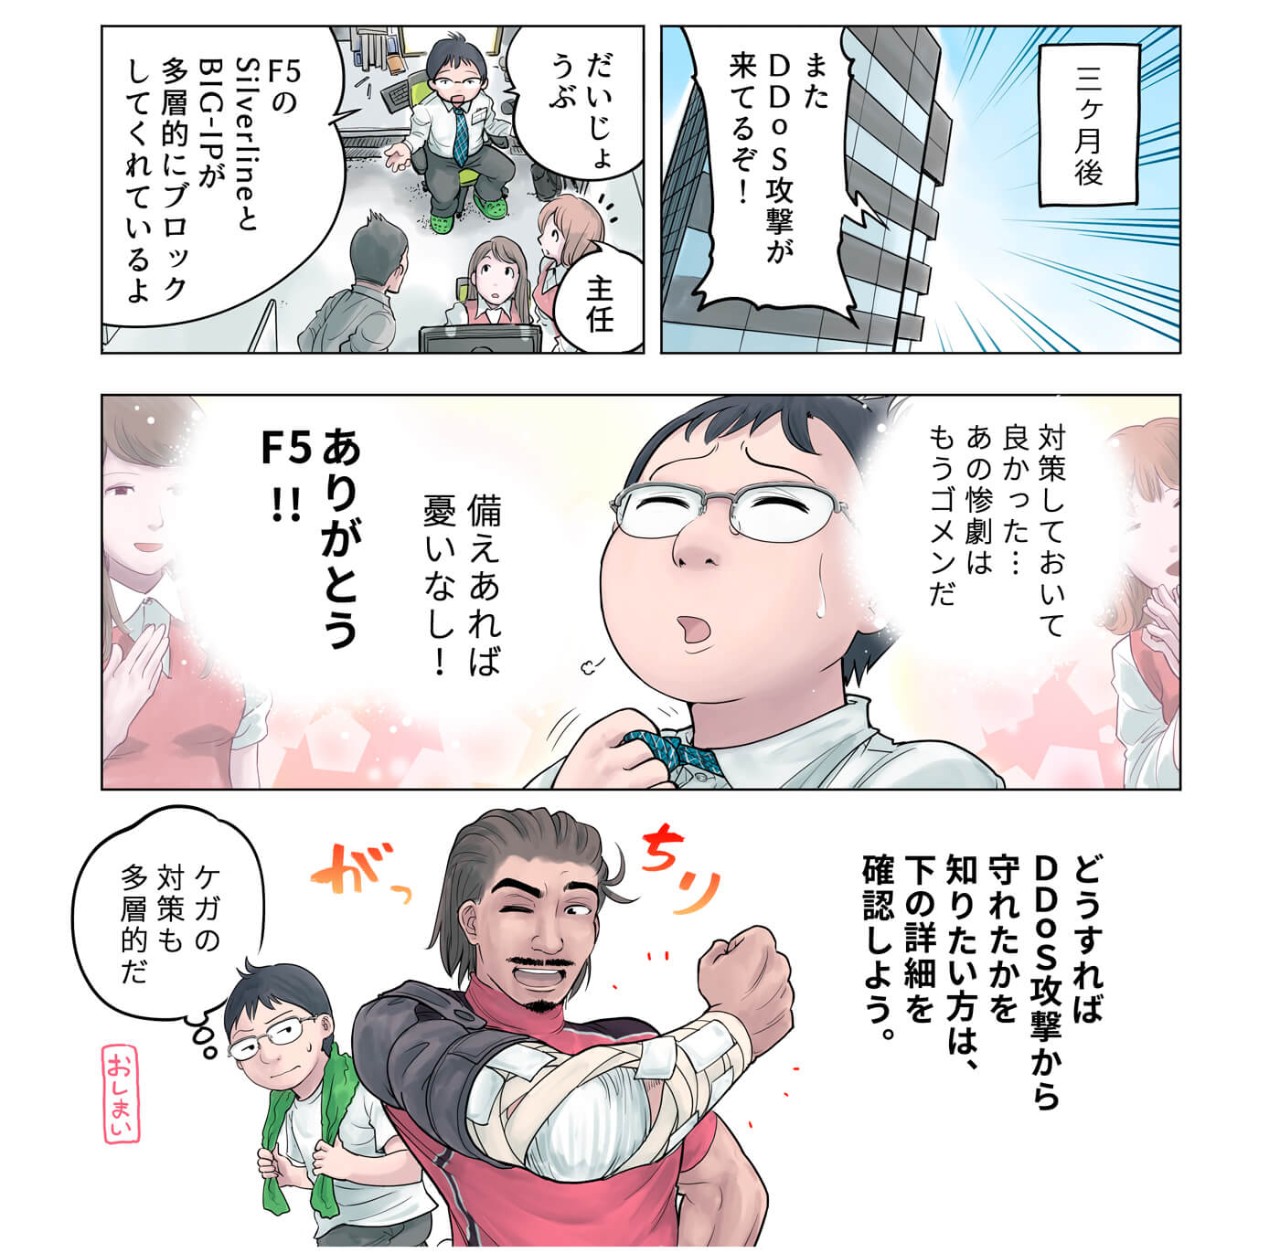 三ヶ月後
また
DDoS攻撃が
来てるぞ！
だいじょ
うぶ
主任
F5の
Silverlineと
BIG-IPが
多層的にブロック
してくれているよ
対策しておいて
良かった…
あの惨劇は
もうゴメンだ
備えあれば
憂いなし！
ありがとう
F5!!
どうすれば
DDoS攻撃から
守れたかを
知りたい方は、
下の詳細を
確認しよう。
がっ
ちり
ケガの
対策も
多層的だ
おしまい